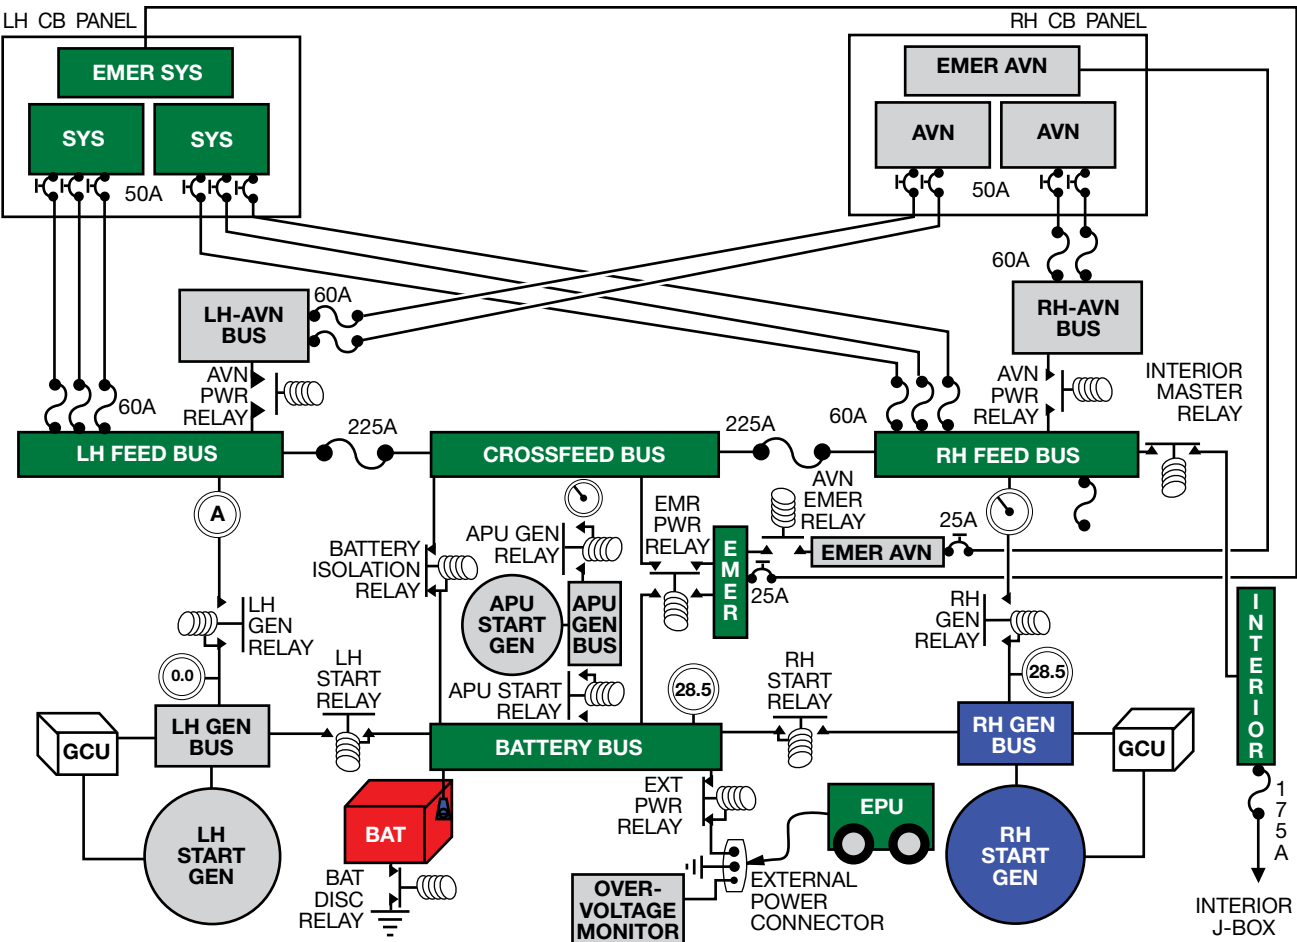 LH CB PANEL
RH CB PANEL
EMER SYS
SYS
SYS
50A
EMER AVN
AVN
AVN
50A
60A
60A
LH-AVN
BUS
RH-AVN
BUS
AVN
PWR
RELAY
60A
225A
225A
60A
AVN
PWR
RELAY
INTERIOR
MASTER
RELAY
LH FEED BUS
CROSSFEED BUS
RH FEED BUS
A
BATTERY
ISOLATION
RELAY
APU GEN
RELAY
EMR
PWR
RELAY
AVN
EMER
RELAY
EMER
EMER AVN
25A
25A
APU
START
GEN
APU
GEN
BUS
LH
GEN
RELAY
RH
GEN
RELAY
INTERIOR
0.0
LH
START
RELAY
APU START
RELAY
28.5
RH
START
RELAY
28.5
GCU
LH GEN
BUS
BATTERY BUS
RH GEN
BUS
GCU
LH
START
GEN
BAT
EXT
PWR
RELAY
EPU
RH
START
GEN
175A
BAT
DISC
RELAY
OVER-
VOLTAGE
MONITOR
EXTERNAL
POWER
CONNECTOR
INTERIOR
J-BOX